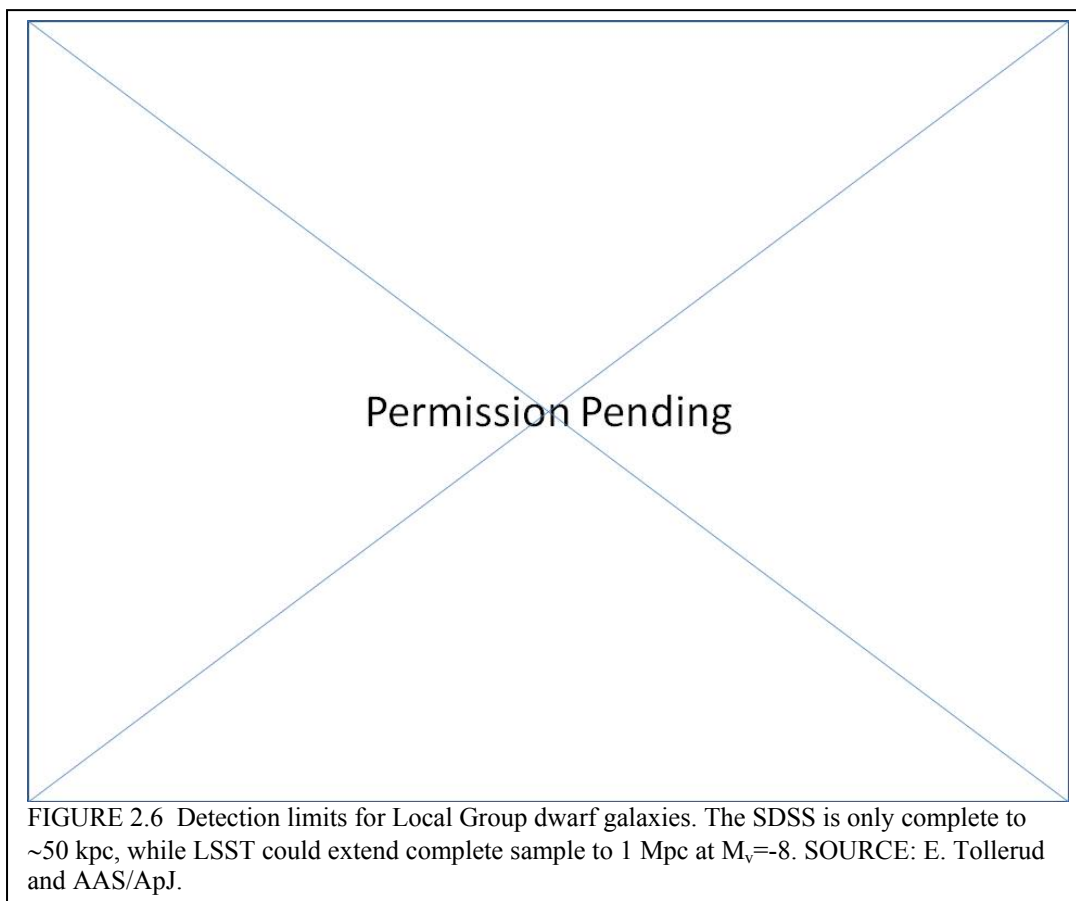 Permission Pending
FIGURE 2.6 Detection limits for Local Group dwarf galaxies. The SDSS is only complete to
~50 kpc, while LSST could extend complete sample to 1 Mpc at Mv=-8. SOURCE: E. Tollerud
and AAS/ApJ.